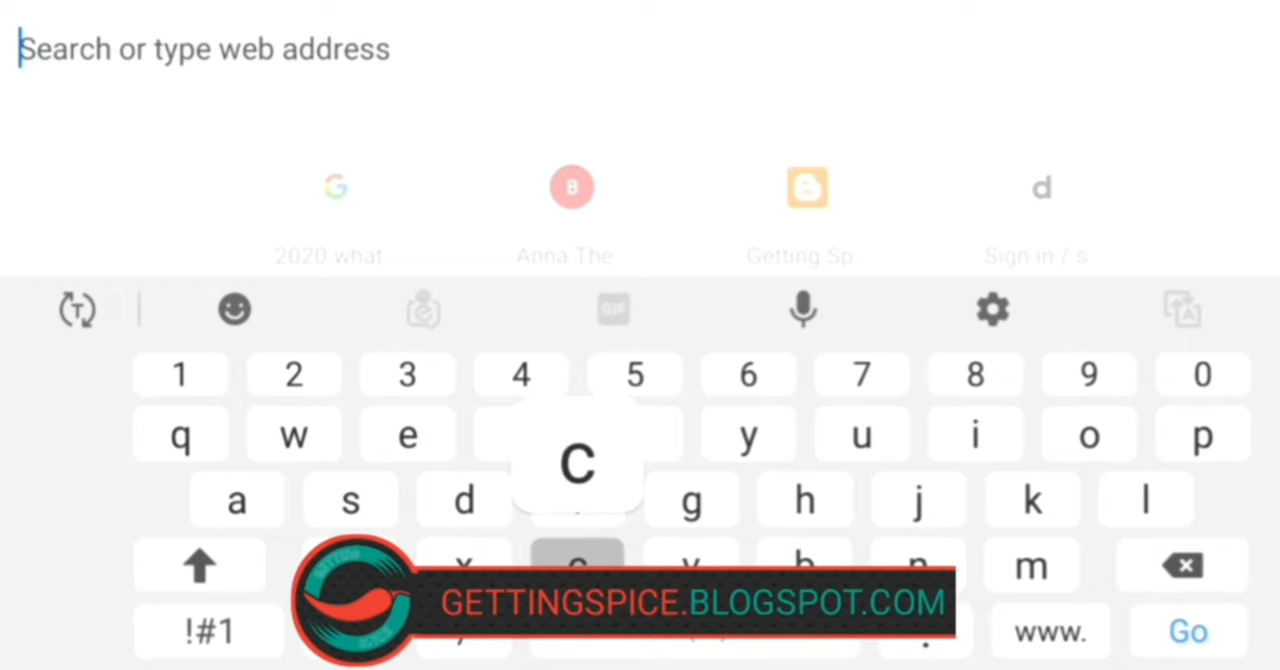 Search or type web address
G B d
2020 what Anna The Getting Sp Sign in / s
T GIF A
1 2 3 4 5 6 7 8 9 0
q w e y u i o p
c
a s d g h j k l
x c v b n m
GETTINGSPICE.BLOGSPOT.COM
!#1 / . www. Go